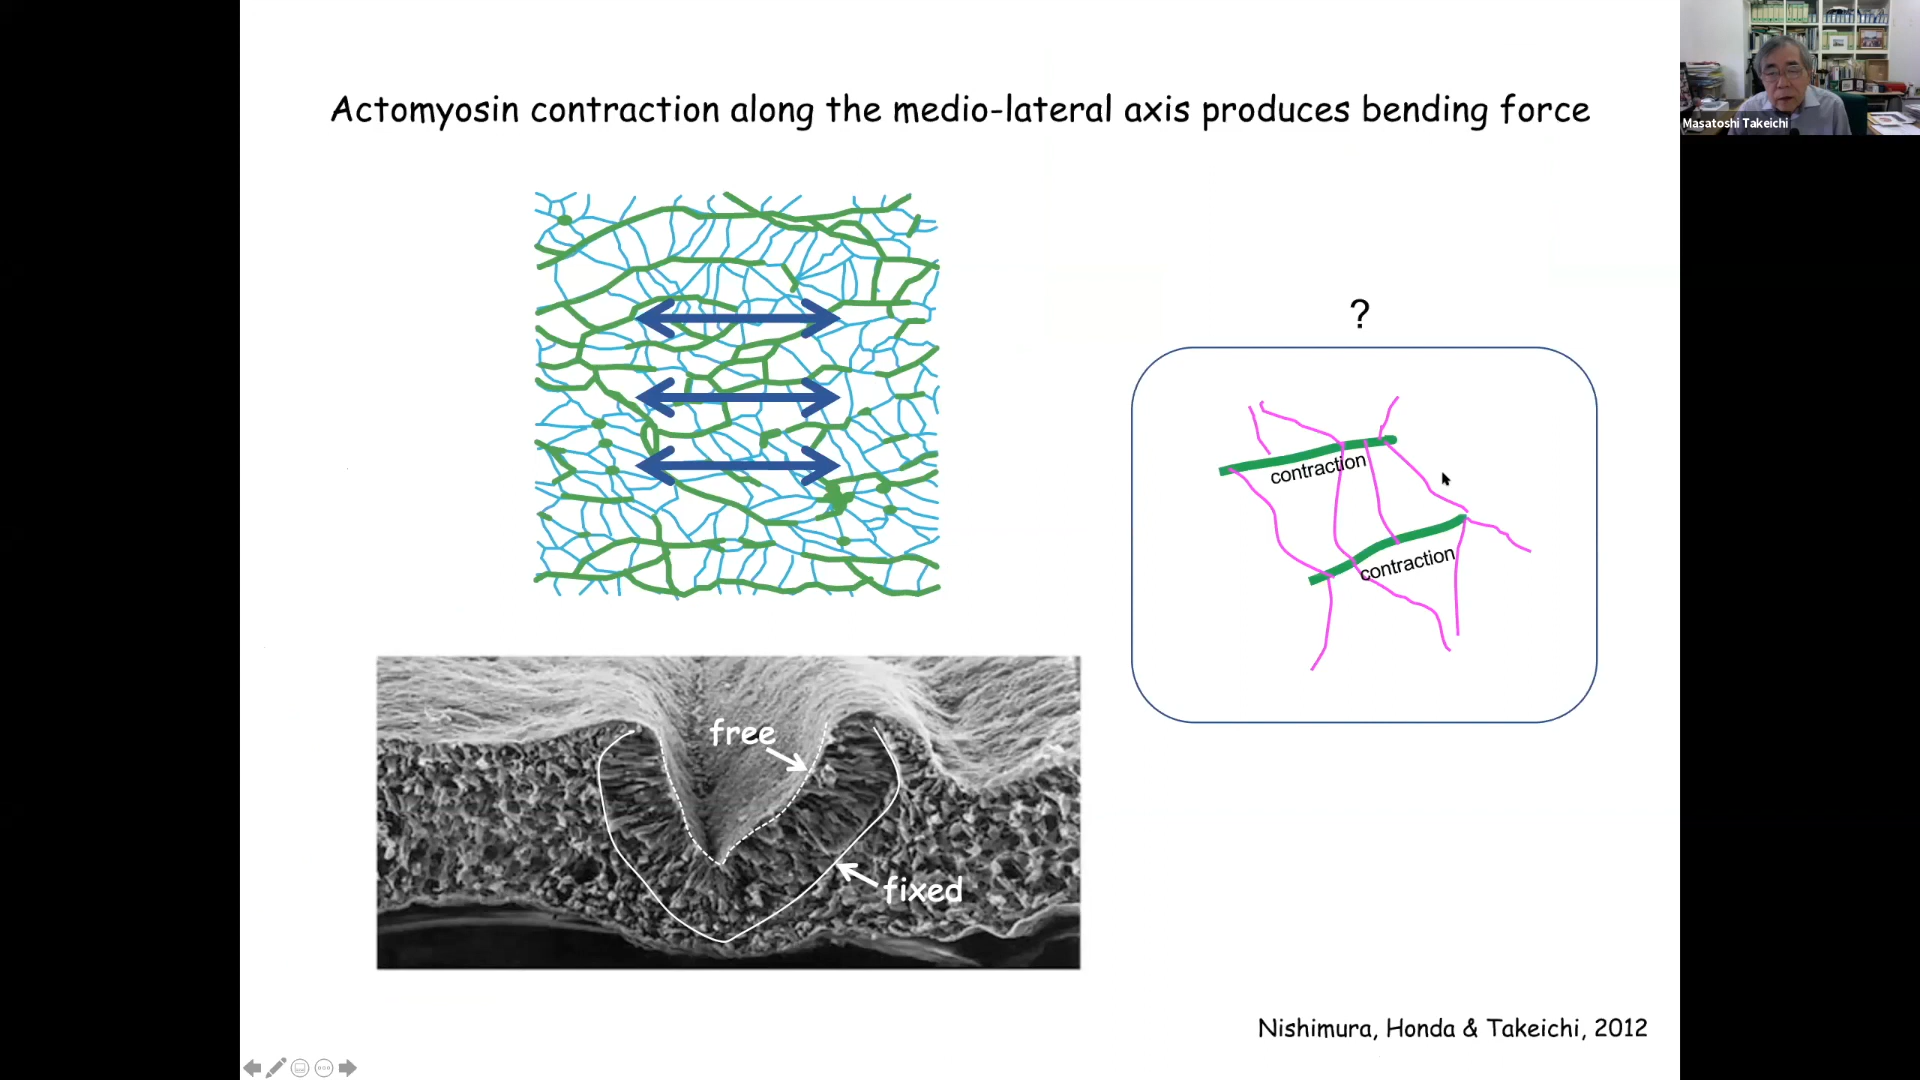 Actomyosin contraction along the medio-lateral axis produces bending force
Masatoshi Takeichi
?
contraction
contraction
free
fixed
Nishimura, Honda & Takeichi, 2012